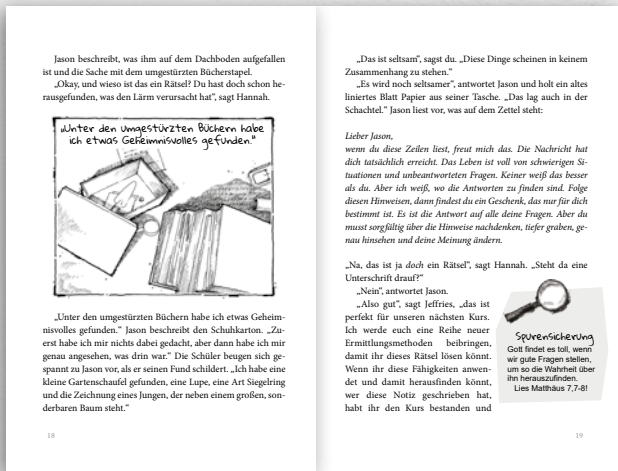 Jason beschreibt, was ihm auf dem Dachboden aufgefallen
ist und die Sache mit dem umgestürzten Bücherstapel.
„Okay, und wieso ist das ein Rätsel? Du hast doch schon he-
rausgefunden, was den Lärm verursacht hat“, sagt Hannah.
„Unter den umgestürzten Büchern habe
ich etwas Geheimnisvolles gefunden.“
„Unter den umgestürzten Büchern habe ich etwas Geheim-
nisvolles gefunden.“ Jason beschreibt den Schuhkarton. „Zu-
erst habe ich mir nichts dabei gedacht, aber dann habe ich mir
genau angesehen, was drin war.“ Die Schüler beugen sich ge-
spannt zu Jason vor, als er seinen Fund schildert. „Ich habe eine
kleine Gartenschaufel gefunden, eine Lupe, eine Art Siegelring
und die Zeichnung eines Jungen, der neben einem großen, son-
derbaren Baum steht.“
18
„Das ist seltsam“, sagst du. „Diese Dinge scheinen in keinem
Zusammenhang zu stehen.“
„Es wird noch seltsamer“, antwortet Jason und holt ein altes
liniertes Blatt Papier aus seiner Tasche. „Das lag auch in der
Schachtel.“ Jason liest vor, was auf dem Zettel steht:
Lieber Jason,
wenn du diese Zeilen liest, freut mich das. Die Nachricht hat
dich tatsächlich erreicht. Das Leben ist voll von schwierigen Si-
tuationen und unbeantworteten Fragen. Keiner weiß das besser
als du. Aber ich weiß, wo die Antworten zu finden sind. Folge
diesen Hinweisen, dann findest du ein Geschenk, das nur für dich
bestimmt ist. Es ist die Antwort auf alle deine Fragen. Aber du
musst sorgfältig über die Hinweise nachdenken, tiefer graben, ge-
nau hinsehen und deine Meinung ändern.
„Na, das ist ja doch ein Rätsel“, sagt Hannah. „Steht da eine
Unterschrift drauf?“
„Nein“, antwortet Jason.
„Also gut“, sagt Jeffries, „das ist
perfekt für unseren nächsten Kurs.
Ich werde euch eine Reihe neuer
Ermittlungsmethoden beibringen,
damit ihr dieses Rätsel lösen könnt.
Wenn ihr diese Fähigkeiten anwen-
det und damit herausfinden könnt,
wer diese Notiz geschrieben hat,
habt ihr den Kurs bestanden und
Spurensicherung
Gott findet es toll, wenn
wir gute Fragen stellen,
um so die Wahrheit über
ihn herauszufinden.
Lies Matthäus 7,7-8!
19